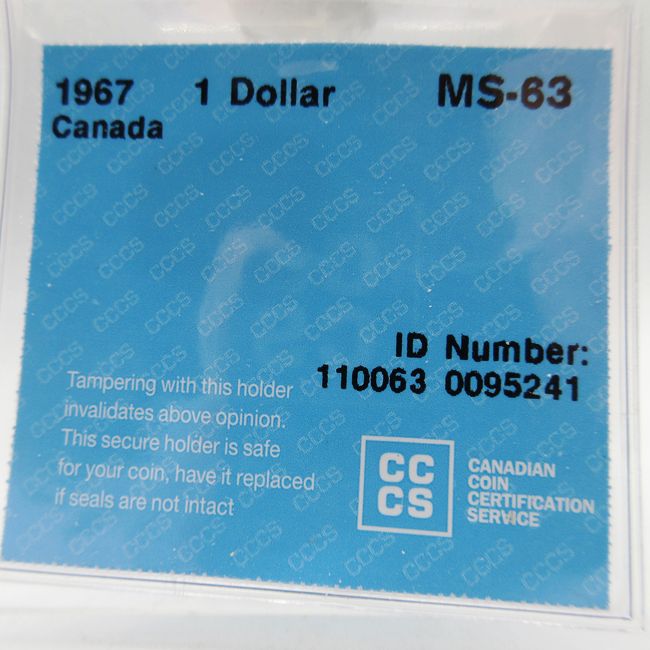 1967 1 Dollar MS-63
Canada
ID Number:
110063 0095241
Tampering with this holder
invalidates above opinion.
This secure holder is safe
for your coin, have it replaced
if seals are not intact
CC
CS
CANADIAN
COIN
CERTIFICATION
SERVICE